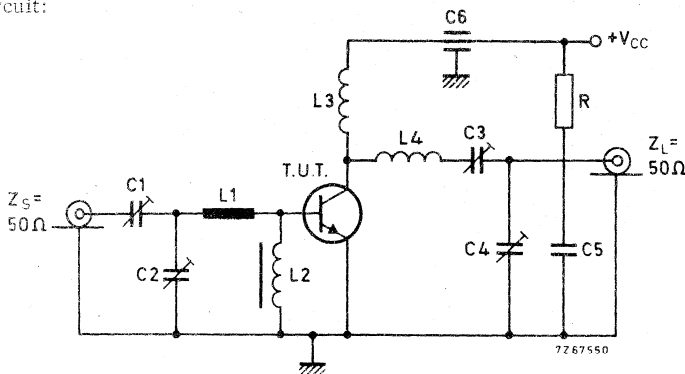 rcuit:
C6
+VCC
L3
R
L4
C3
ZL=
50Ω
T.U.T.
ZS=
50Ω
C1
L1
C2
L2
C4
C5
7Z67550